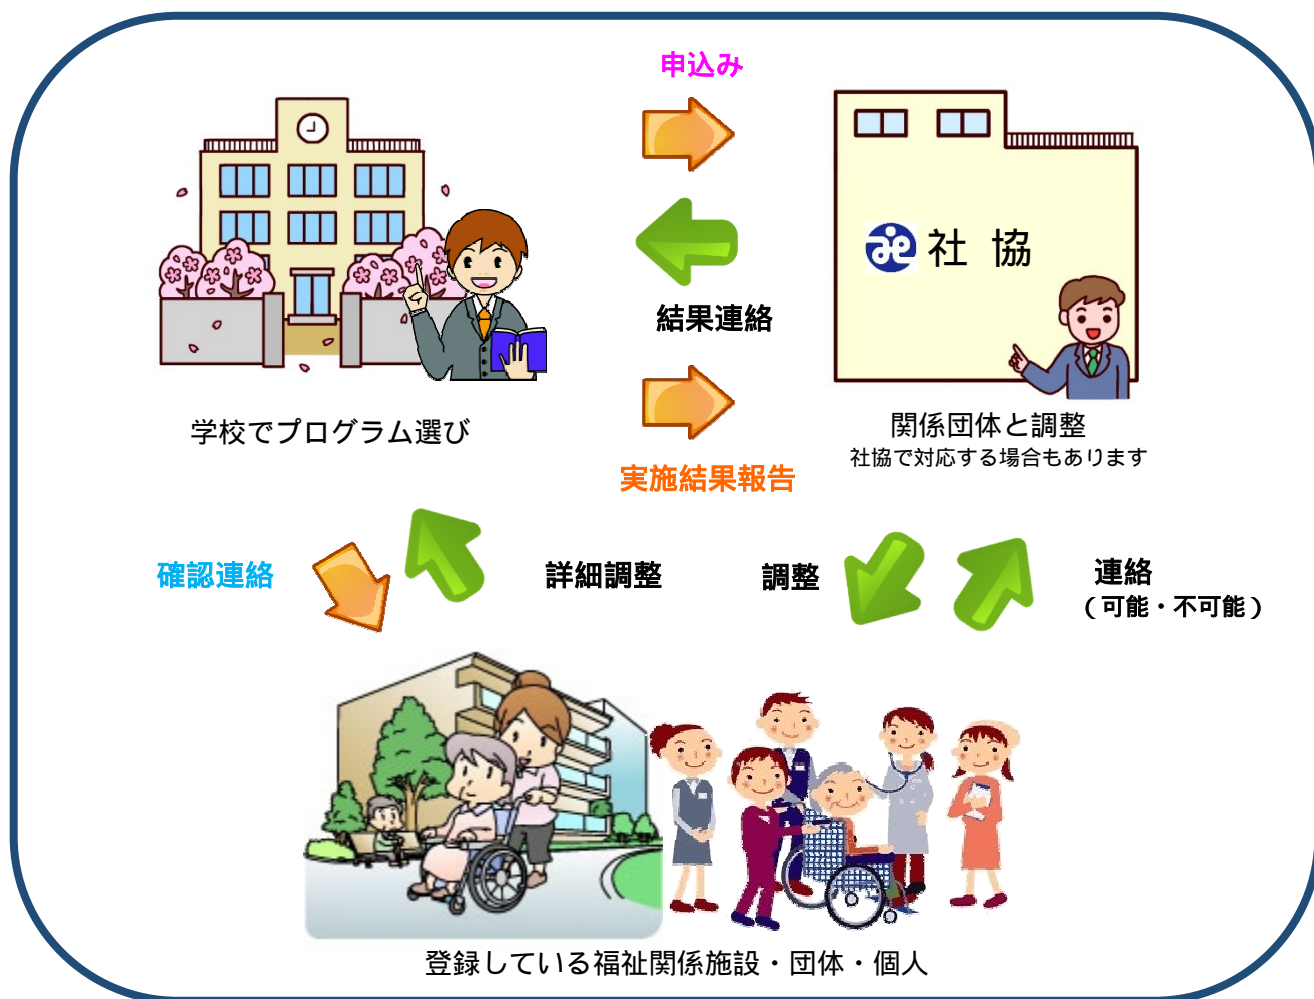 申込み
社 協
結果連絡
学校でプログラム選び
関係団体と調整
社協で対応する場合もあります
実施結果報告
確認連絡
詳細調整
調整
連絡
(可能・不可能)
登録している福祉関係施設・団体・個人